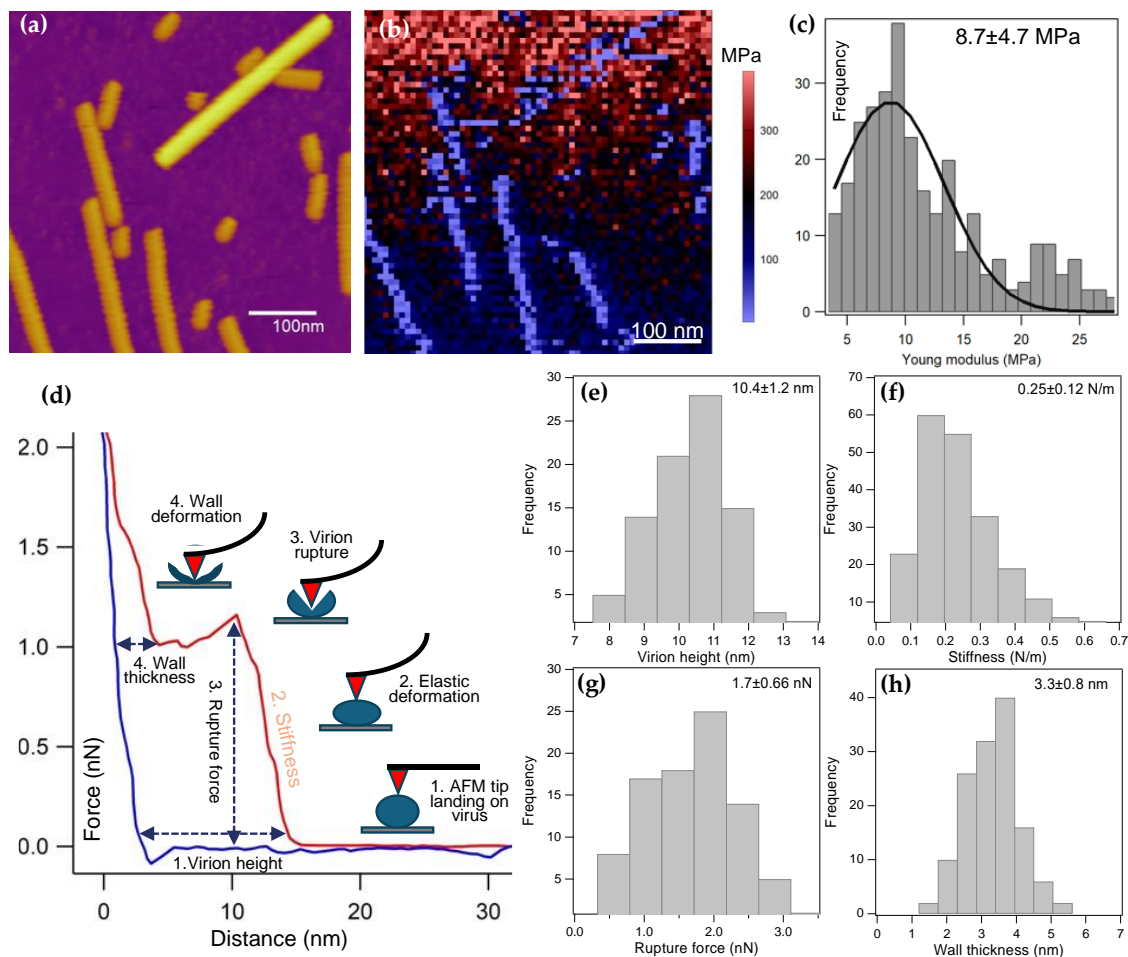 (a)
100nm
(b)
MPa
300
200
100
100 nm
(c)
8.7±4.7 MPa
Frequency
30
20
10
0
5
10
15
20
25
Young modulus (MPa)
(d)
2.0
1.5
1.0
0.5
0.0
Force (nN)
4. Wall
deformation
3. Virion
rupture
4. Wall
thickness
3. Rupture force
2. Stiffness
2. Elastic
deformation
1. AFM tip
landing on
virus
1.Virion height
0
10
20
30
Distance (nm)
(e)
10.4±1.2 nm
Frequency
30
25
20
15
10
5
7
8
9
10
11
12
13
14
Virion height (nm)
(f)
0.25±0.12 N/m
Frequency
70
60
50
40
30
20
10
0.0
0.1
0.2
0.3
0.4
0.5
0.6
0.7
Stiffness (N/m)
(g)
1.7±0.66 nN
Frequency
30
25
20
15
10
5
0.0
1.0
2.0
3.0
Rupture force (nN)
(h)
3.3±0.8 nm
Frequency
40
30
20
10
0
0
1
2
3
4
5
6
7
Wall thickness (nm)